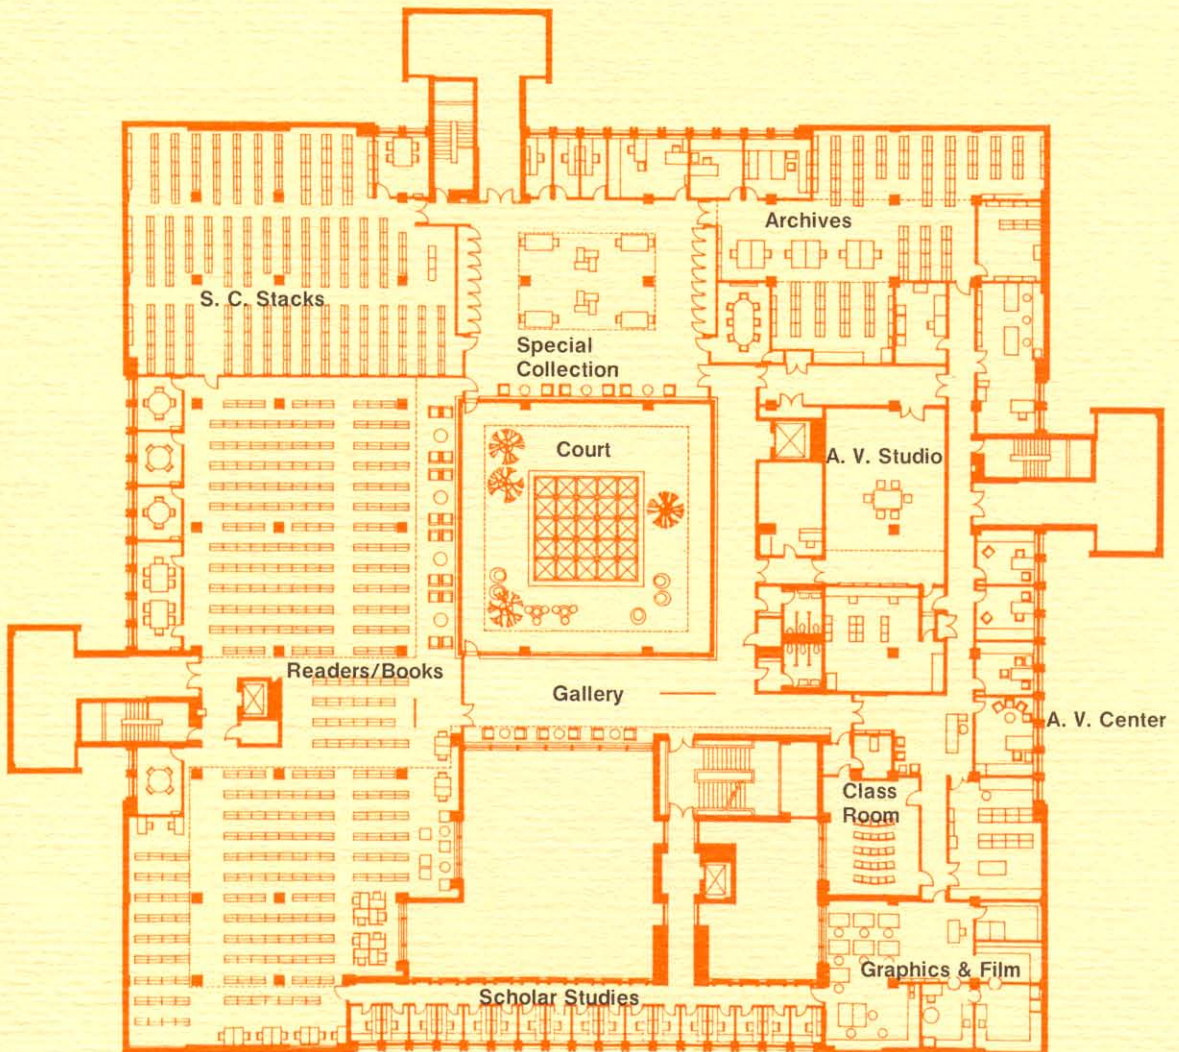 Archives
S. C. Stacks
Special
Collection
Court
A. V. Studio
Readers/Books
Gallery
A. V. Center
Class
Room
Graphics & Film
Scholar Studies